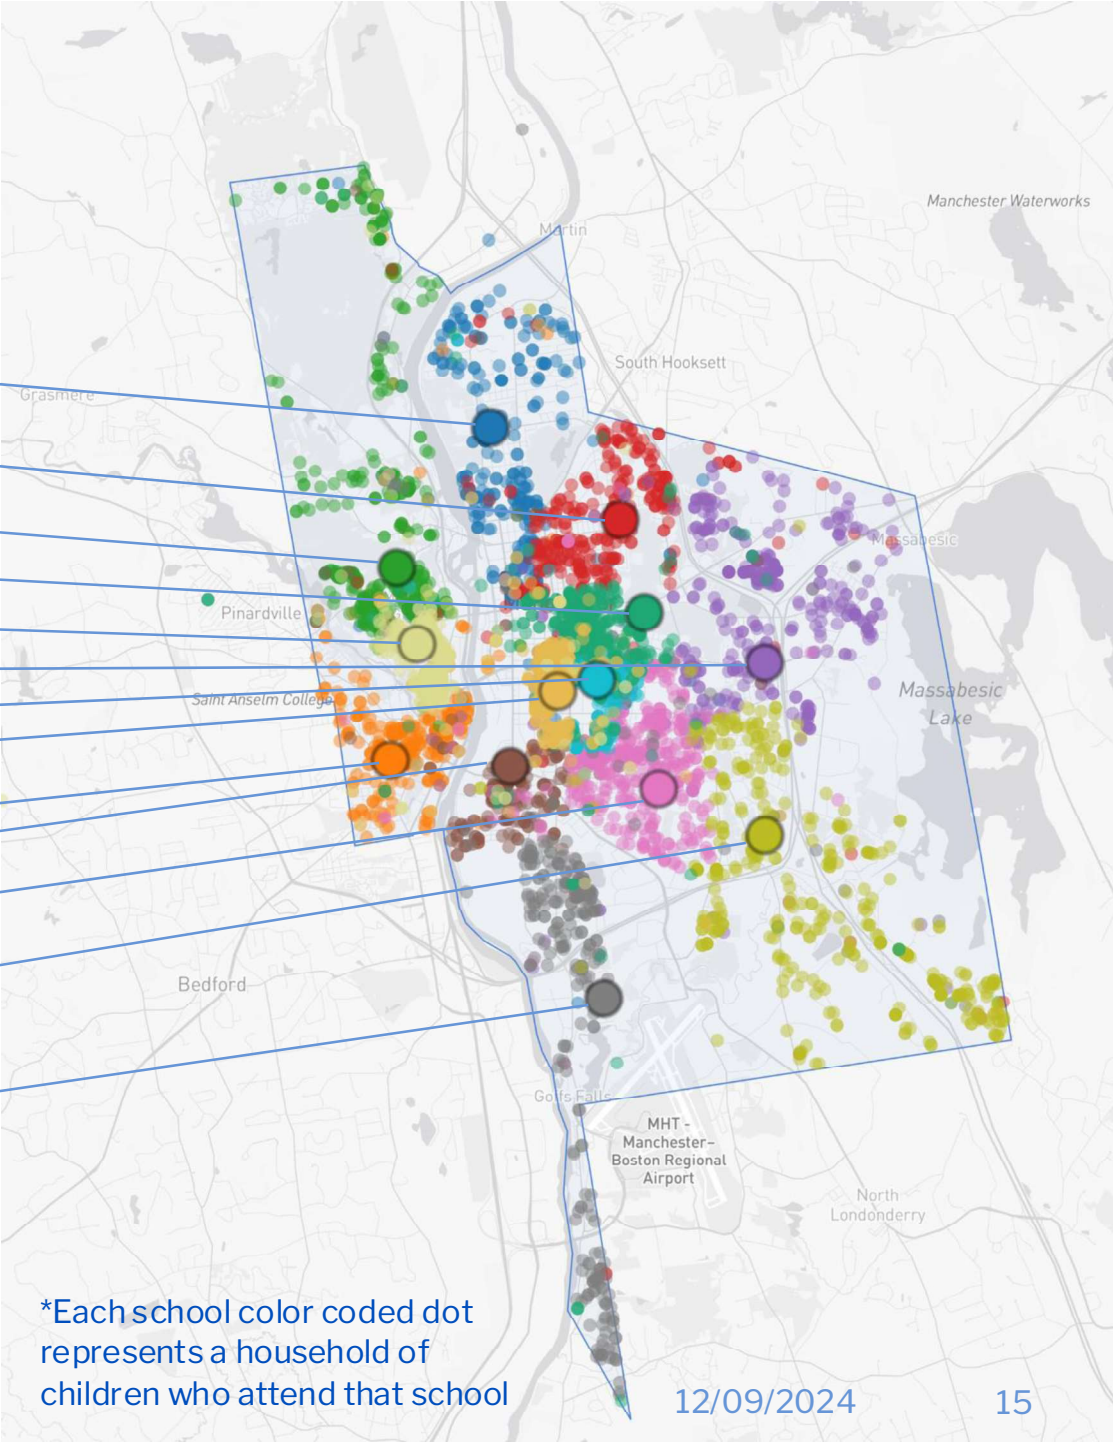 Manchester Waterworks
Martin
South Hooksett
Grasmere
Massabesic
Pinardville
Saint Anselm College
Massabesic
Lake
Bedford
Goffs Falls
MHT -
Manchester–
Boston Regional
Airport
North
Londonderry
*Each school color coded dot
represents a household of
children who attend that school
12/09/2024
15